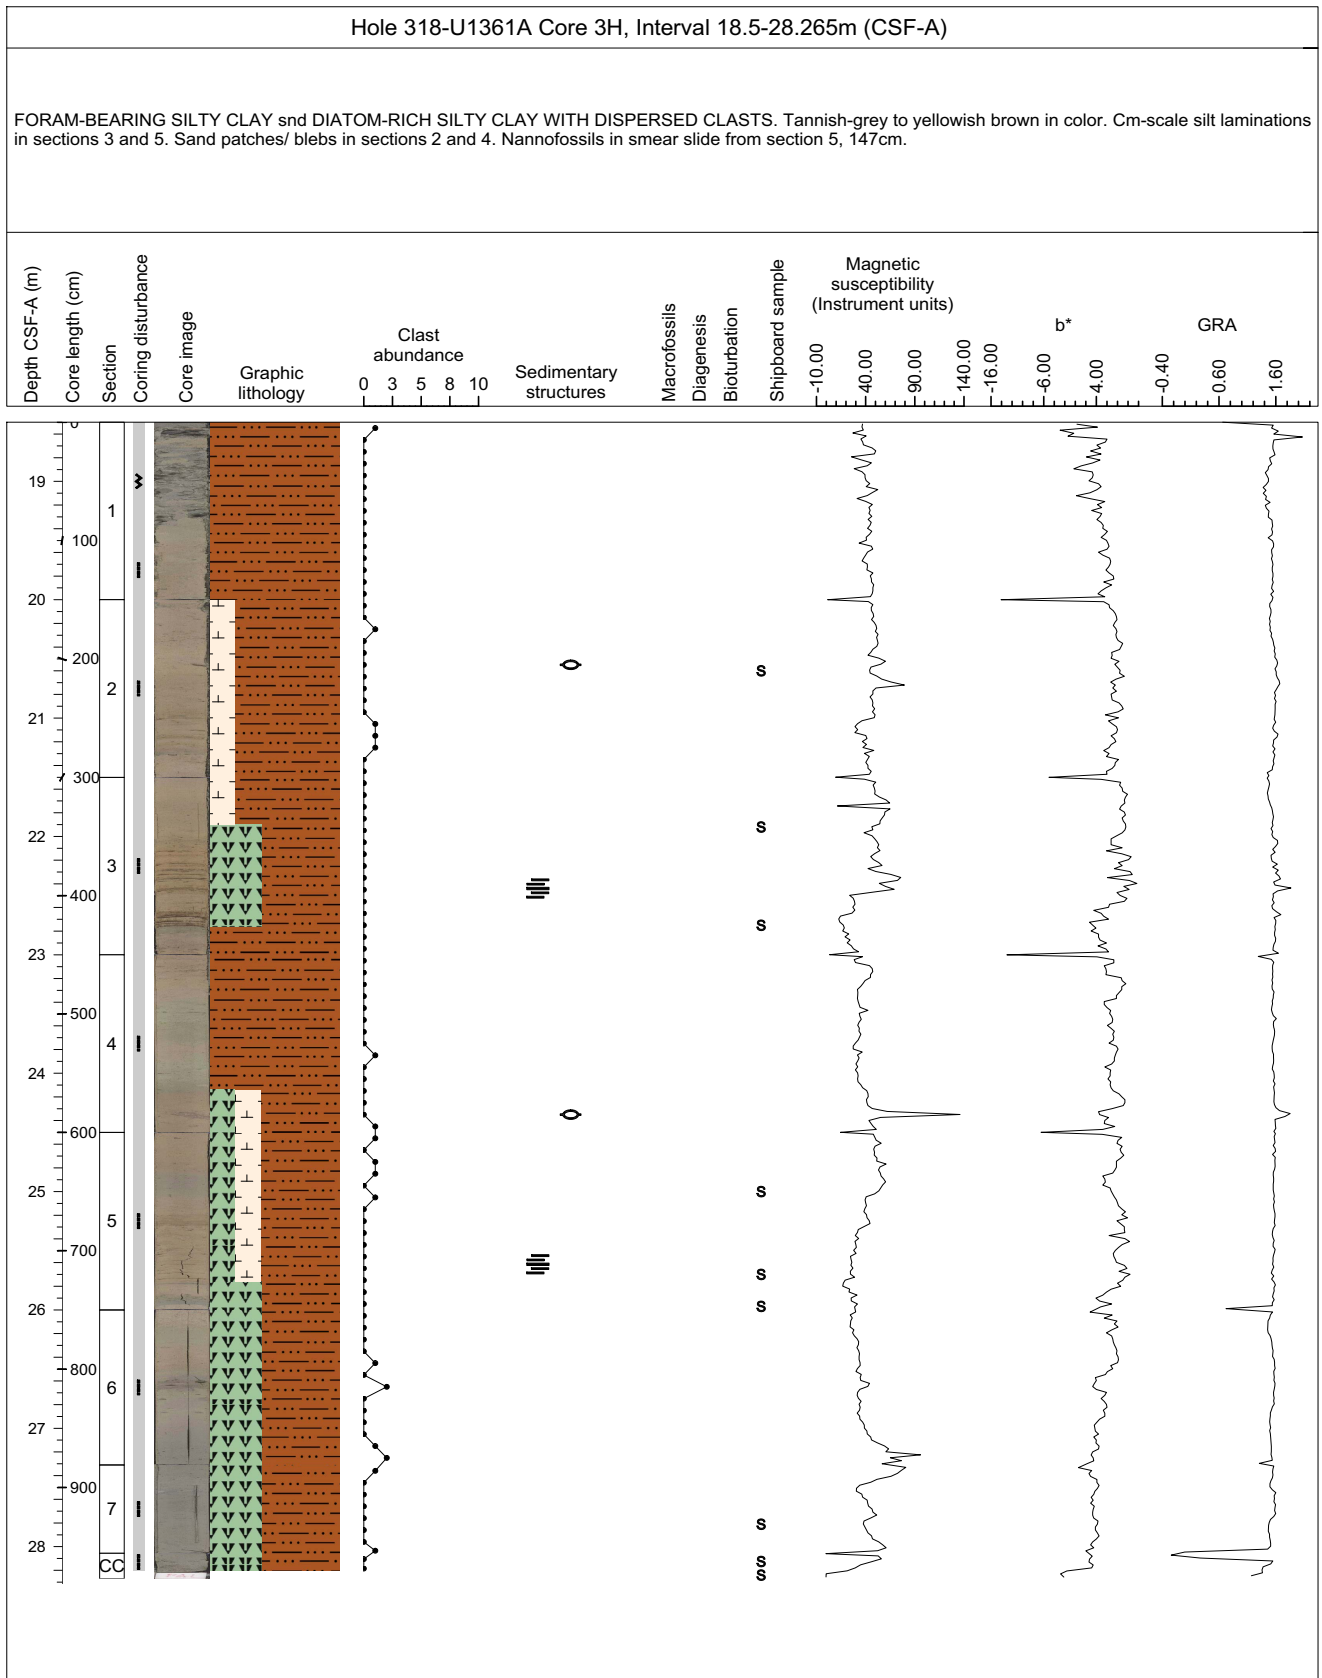 Hole 318-U1361A Core 3H, Interval 18.5-28.265m (CSF-A)
FORAM-BEARING SILTY CLAY snd DIATOM-RICH SILTY CLAY WITH DISPERSED CLASTS. Tannish-grey to yellowish brown in color. Cm-scale silt laminations
in sections 3 and 5. Sand patches/ blebs in sections 2 and 4. Nannofossils in smear slide from section 5, 147cm.
Depth CSF-A (m)
Core length (cm)
Section
Coring disturbance
Core image
Graphic
lithology
Clast
abundance
0 3 5 8 10
Sedimentary
structures
Macrofossils
Diagenesis
Bioturbation
Shipboard sample
Magnetic
susceptibility
(Instrument units)
-10.00 40.00 90.00 140.00
b*
-16.00 -6.00 4.00
GRA
-0.40 0.60 1.60
0
19
1
100
20
200
S
2
21
300
22
S
3
400
S
23
500
4
24
600
25
S
5
700
S
26
S
800
6
27
900
7
S
28
CC
S
S